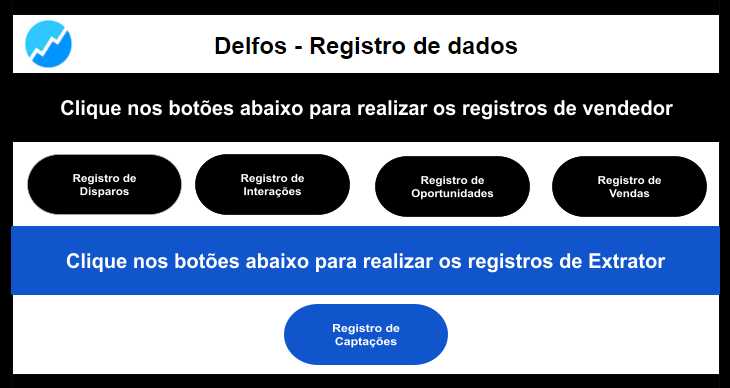 Delfos - Registro de dados
Clique nos botões abaixo para realizar os registros de vendedor
Registro de
Disparos
Registro de
Interações
Registro de
Oportunidades
Registro de
Vendas
Clique nos botões abaixo para realizar os registros de Extrator
Registro de
Captações